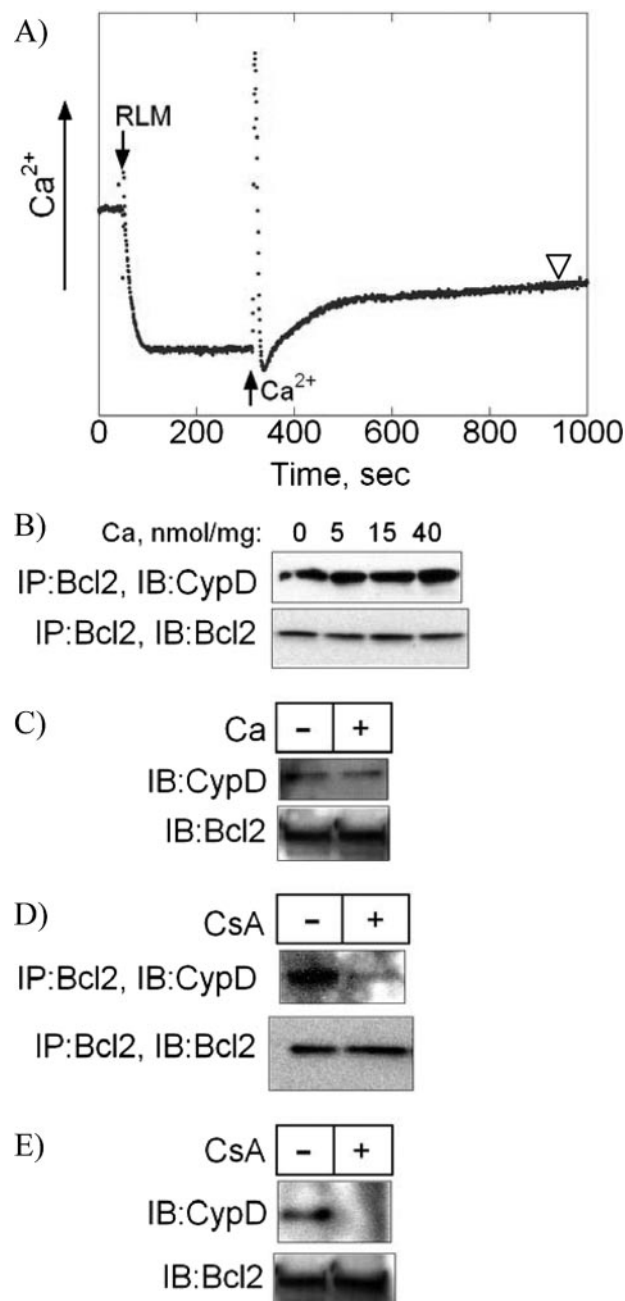 A)
RLM
Ca2+
Ca2+
0 200 400 600 800 1000
Time, sec
B)
Ca, nmol/mg: 0 5 15 40
IP:Bcl2, IB:CypD
IP:Bcl2, IB:Bcl2
C)
Ca - +
IB:CypD
IB:Bcl2
D)
CsA - +
IP:Bcl2, IB:CypD
IP:Bcl2, IB:Bcl2
E)
CsA - +
IB:CypD
IB:Bcl2